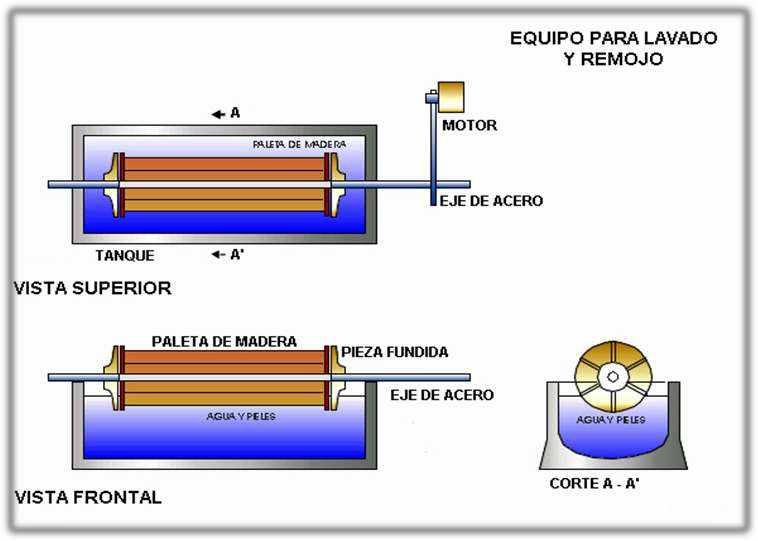 EQUIPO PARA LAVADO
Y REMOJO
A
MOTOR
PALETA DE MADERA
EJE DE ACERO
TANQUE
A'
VISTA SUPERIOR
PALETA DE MADERA
PIEZA FUNDIDA
EJE DE ACERO
AGUA Y PIELES
AGUA Y PIELES
CORTE A - A'
VISTA FRONTAL